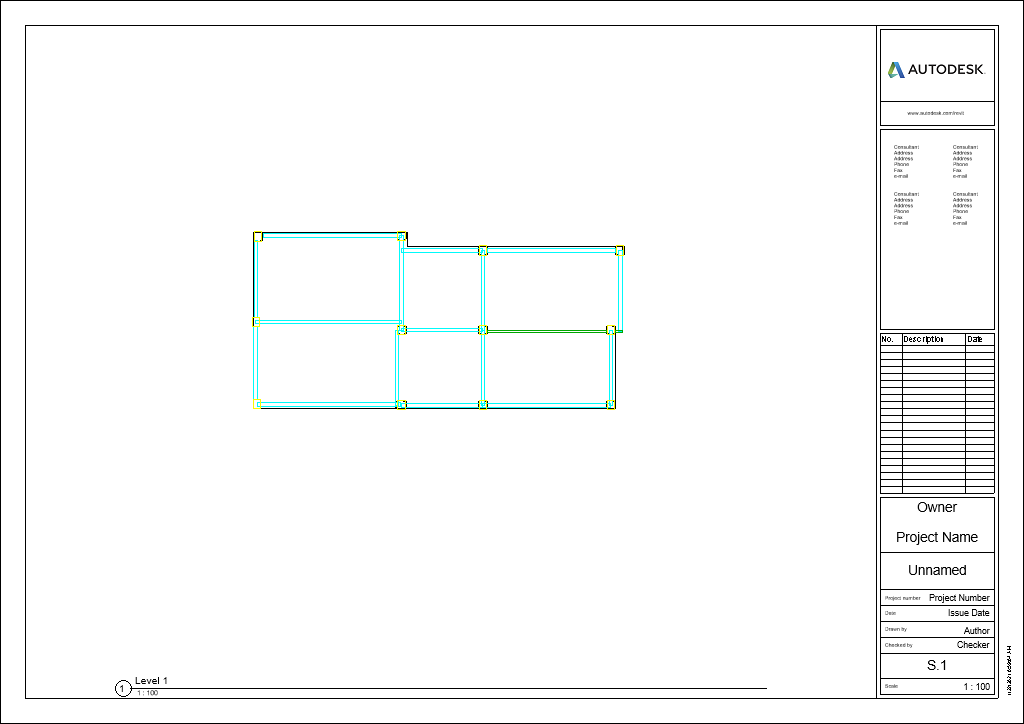 AUTODESK.
www.autodesk.com/revit
Consultant
Address
Address
Phone
Fax
e-mail
Consultant
Address
Address
Phone
Fax
e-mail
Consultant
Address
Address
Phone
Fax
e-mail
Consultant
Address
Address
Phone
Fax
e-mail
No. Description Date
Owner
Project Name
Unnamed
Project number Project Number
Date Issue Date
Drawn by Author
Checked by Checker
S.1
Scale 1 : 100
1 Level 1
1 : 100